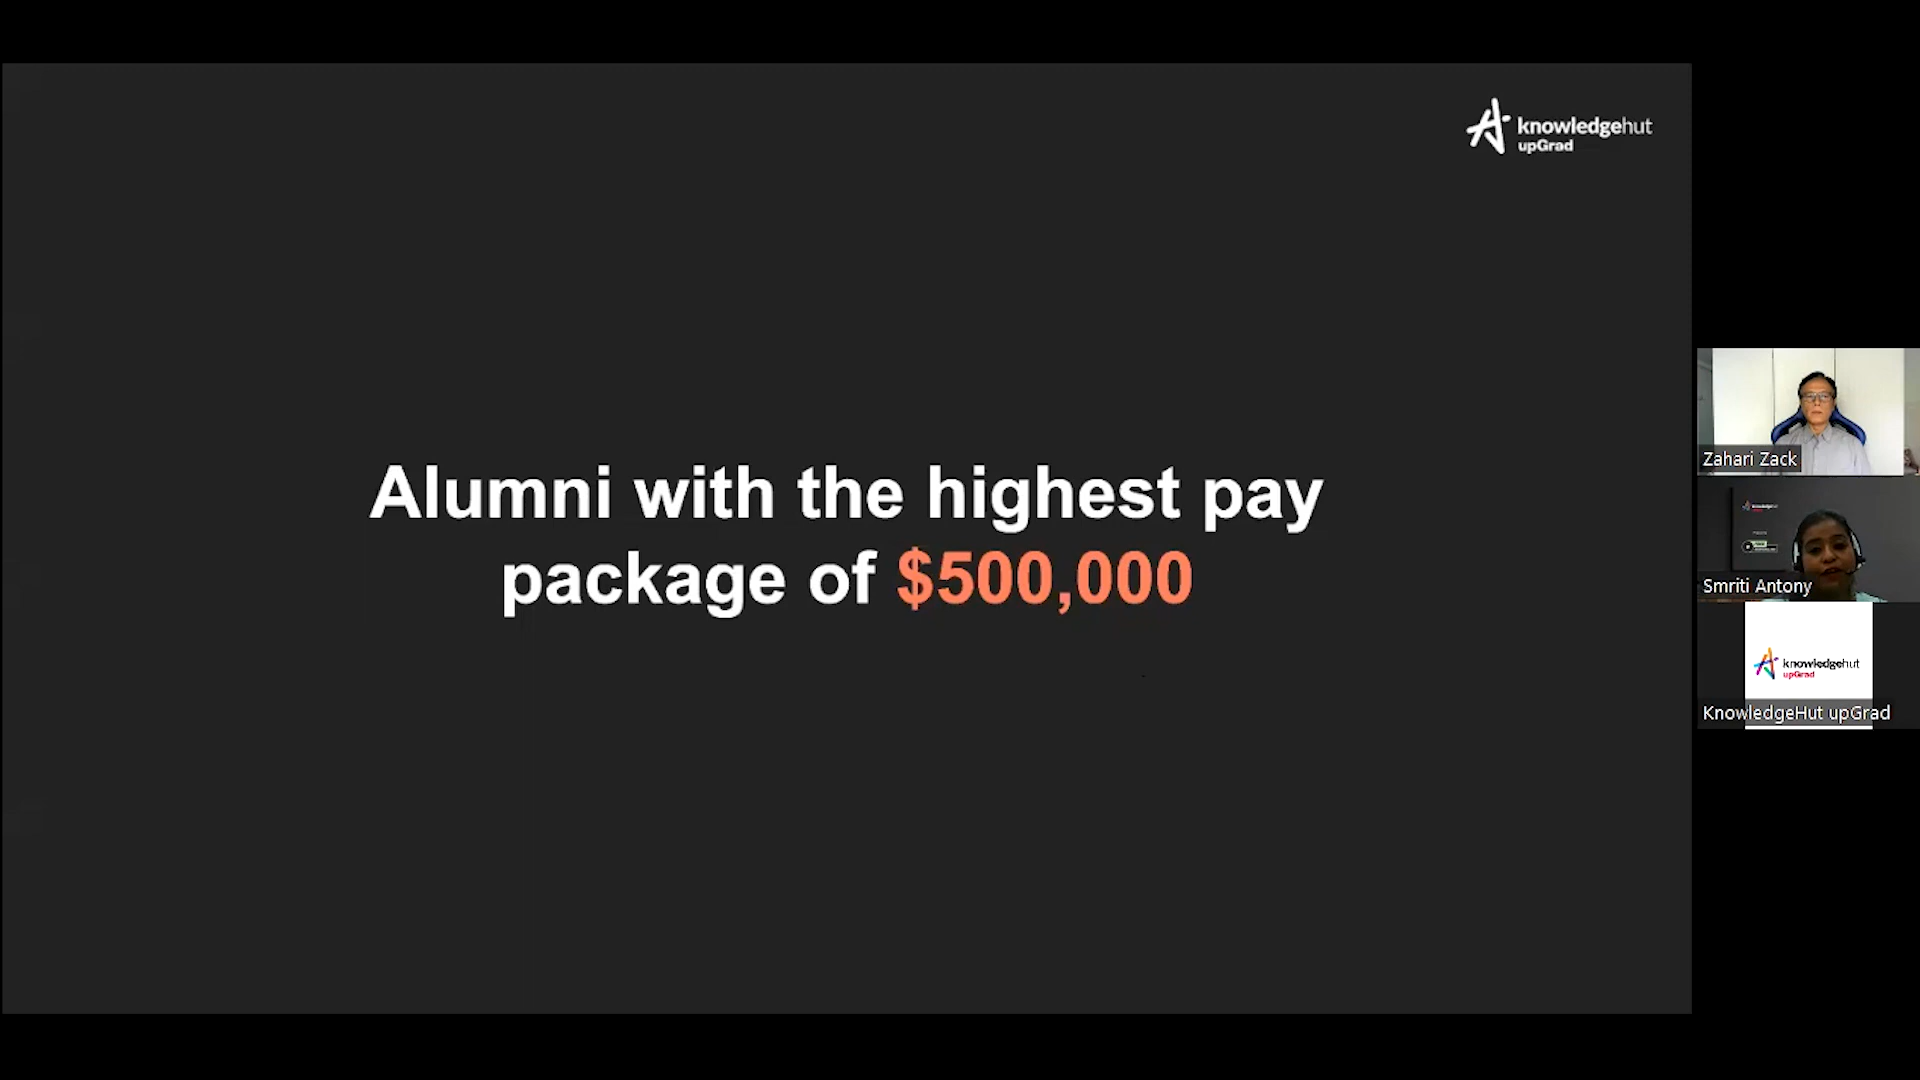 knowledgehut
upGrad
Alumni with the highest pay
package of $500,000
Zahari Zack
Smriti Antony
knowledgehut
upGrad
KnowledgeHut upGrad